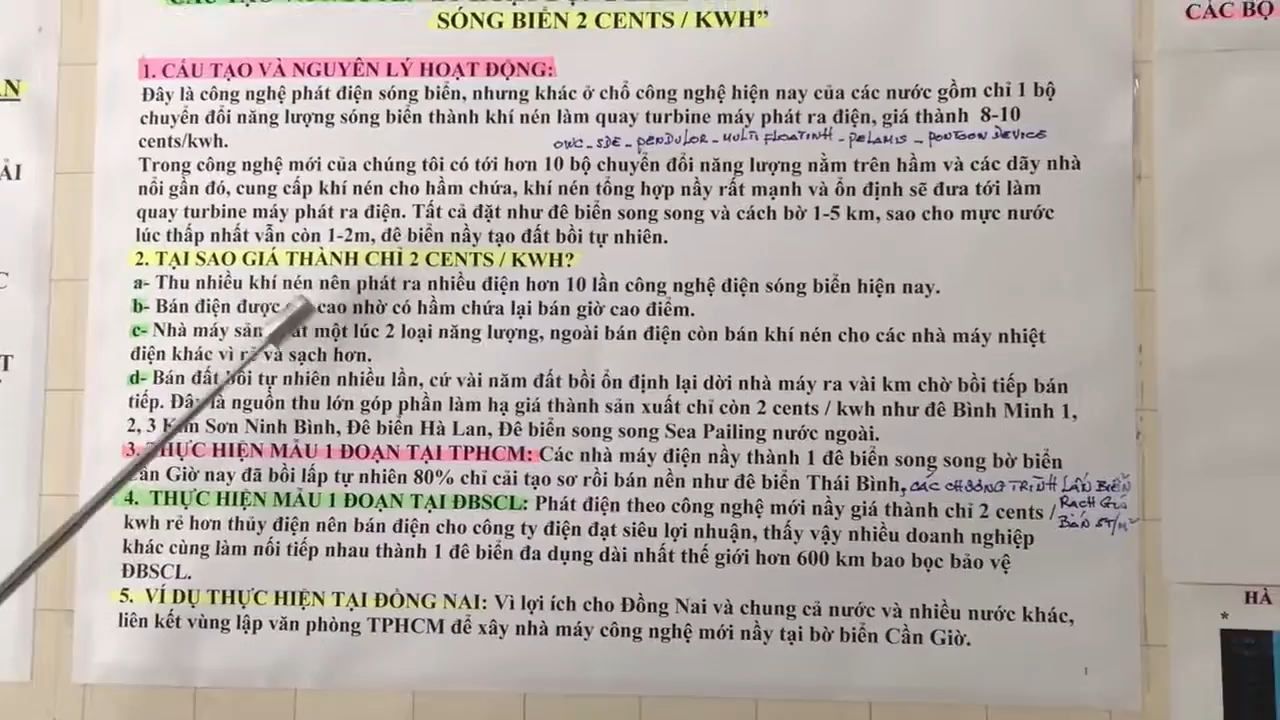 SÓNG BIỂN 2 CENTS / KWH”
1. CẤU TẠO VÀ NGUYÊN LÝ HOẠT ĐỘNG:
Đây là công nghệ phát điện sóng biển, nhưng khác ở chổ công nghệ hiện nay của các nước gồm chỉ 1 bộ
chuyển đổi năng lượng sóng biển thành khí nén làm quay turbine máy phát ra điện, giá thành 8-10
cents/kwh.
OWC - SDE - PENDULOR - MULTI FLOATINH - PELAMIS - PONTOON DEVICE
Trong công nghệ mới của chúng tôi có tới hơn 10 bộ chuyển đổi năng lượng nằm trên hầm và các dãy nhà
nổi gần đó, cung cấp khí nén cho hầm chứa, khí nén tổng hợp nầy rất mạnh và ổn định sẽ đưa tới làm
quay turbine máy phát ra điện. Tất cả đặt như đê biển song song và cách bờ 1-5 km, sao cho mực nước
lúc thấp nhất vẫn còn 1-2m, đê biển nầy tạo đất bồi tự nhiên.
2. TẠI SAO GIÁ THÀNH CHỈ 2 CENTS / KWH?
a- Thu nhiều khí nén nên phát ra nhiều điện hơn 10 lần công nghệ điện sóng biển hiện nay.
b- Bán điện được cao nhờ có hầm chứa lại bán giờ cao điểm.
c- Nhà máy một lúc 2 loại năng lượng, ngoài bán điện còn bán khí nén cho các nhà máy nhiệt
điện khác vì rẻ và sạch hơn.
d- Bán đất bồi tự nhiên nhiều lần, cứ vài năm đất bồi ổn định lại dời nhà máy ra vài km chờ bồi tiếp bán
tiếp. Đây là nguồn thu lớn góp phần làm hạ giá thành sản xuất chỉ còn 2 cents / kwh như đê Bình Minh 1,
2, 3 Kim Sơn Ninh Bình, Đê biển Hà Lan, Đê biển song song Sea Pailing nước ngoài.
3. THỰC HIỆN MẪU 1 ĐOẠN TẠI TPHCM: Các nhà máy điện nầy thành 1 đê biển song song bờ biển
Cần Giờ nay đã bồi lấp tự nhiên 80% chỉ cải tạo sơ rồi bán nền như đê biển Thái Bình, CÁC CHƯƠNG TRÌNH LẤN BIỂN
RẠCH GIÁ
4. THỰC HIỆN MẪU 1 ĐOẠN TẠI ĐBSCL: Phát điện theo công nghệ mới nầy giá thành chỉ 2 cents /
kwh rẻ hơn thủy điện nên bán điện cho công ty điện đạt siêu lợi nhuận, thấy vậy nhiều doanh nghiệp
khác cùng làm nối tiếp nhau thành 1 đê biển đa dụng dài nhất thế giới hơn 600 km bao bọc bảo vệ
ĐBSCL.
5. VÍ DỤ THỰC HIỆN TẠI ĐỒNG NAI: Vì lợi ích cho Đồng Nai và chung cả nước và nhiều nước khác,
liên kết vùng lập văn phòng TPHCM để xây nhà máy công nghệ mới nầy tại bờ biển Cần Giờ.
1
CÁC BỘ
HÀ
*